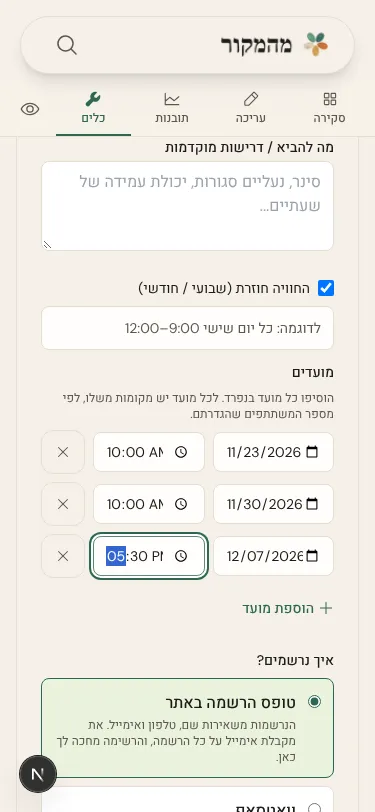 מהמקור
סקירה
עריכה
תובנות
כלים
מה להביא / דרישות מוקדמות
סינר, נעליים סגורות, יכולת עמידה של
שעתיים...
החוויה חוזרת (שבועי / חודשי)
לדוגמה: כל יום שישי 9:00–12:00
מועדים
הוסיפו כל מועד בנפרד. לכל מועד יש מקומות משלו, לפי
מספר המשתתפים שהגדרתם.
11/23/2026 10:00 AM
11/30/2026 10:00 AM
12/07/2026 05:30 PM
הוספת מועד
איך נרשמים?
טופס הרשמה באתר
הנרשמות משאירות שם, טלפון ואימייל. את
מקבלת אימייל על כל הרשמה, והרשימה מחכה לך
כאן.
N
וואטסאפ